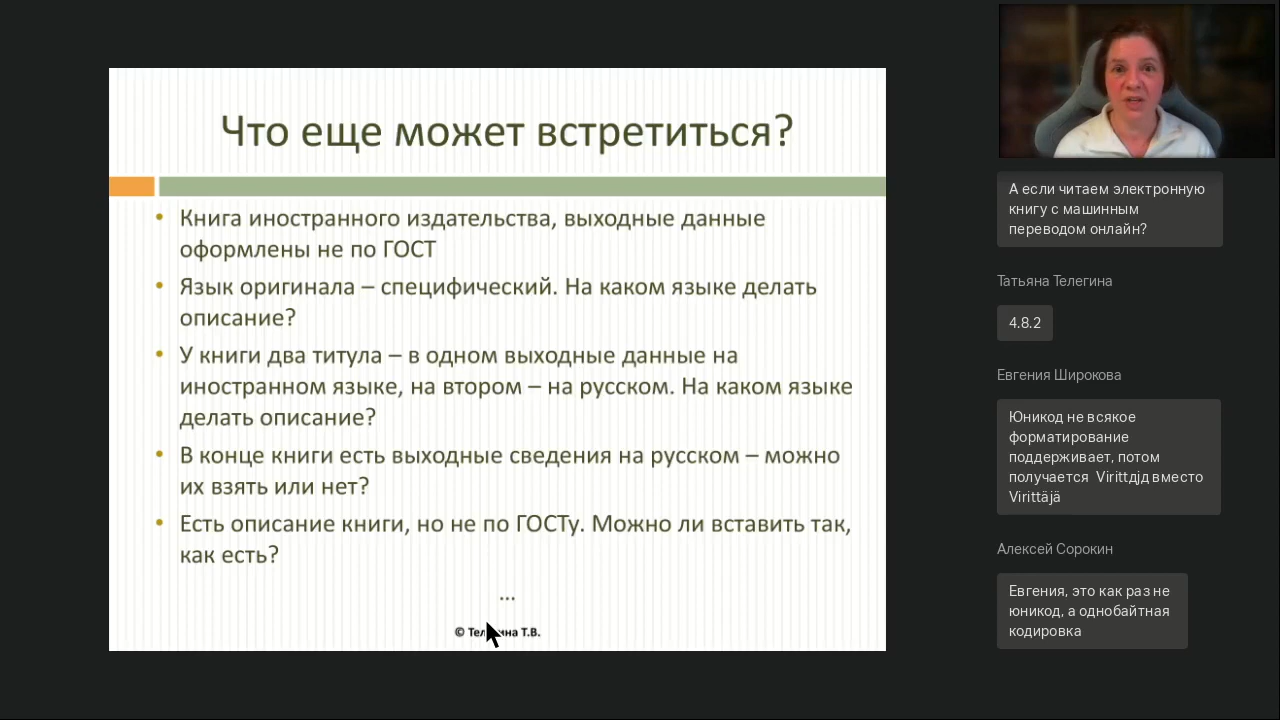 Что еще может встретиться?
• Книга иностранного издательства, выходные данные
оформлены не по ГОСТ
• Язык оригинала – специфический. На каком языке делать
описание?
• У книги два титула – в одном выходные данные на
иностранном языке, на втором – на русском. На каком языке
делать описание?
• В конце книги есть выходные сведения на русском – можно
их взять или нет?
• Есть описание книги, но не по ГОСТу. Можно ли вставить так,
как есть?
...
© Телегина Т.В.
А если читаем электронную
книгу с машинным
переводом онлайн?
Татьяна Телегина
4.8.2
Евгения Широкова
Юникод не всякое
форматирование
поддерживает, потом
получается Virittдjд вместо
Virittäjä
Алексей Сорокин
Евгения, это как раз не
юникод, а однобайтная
кодировка